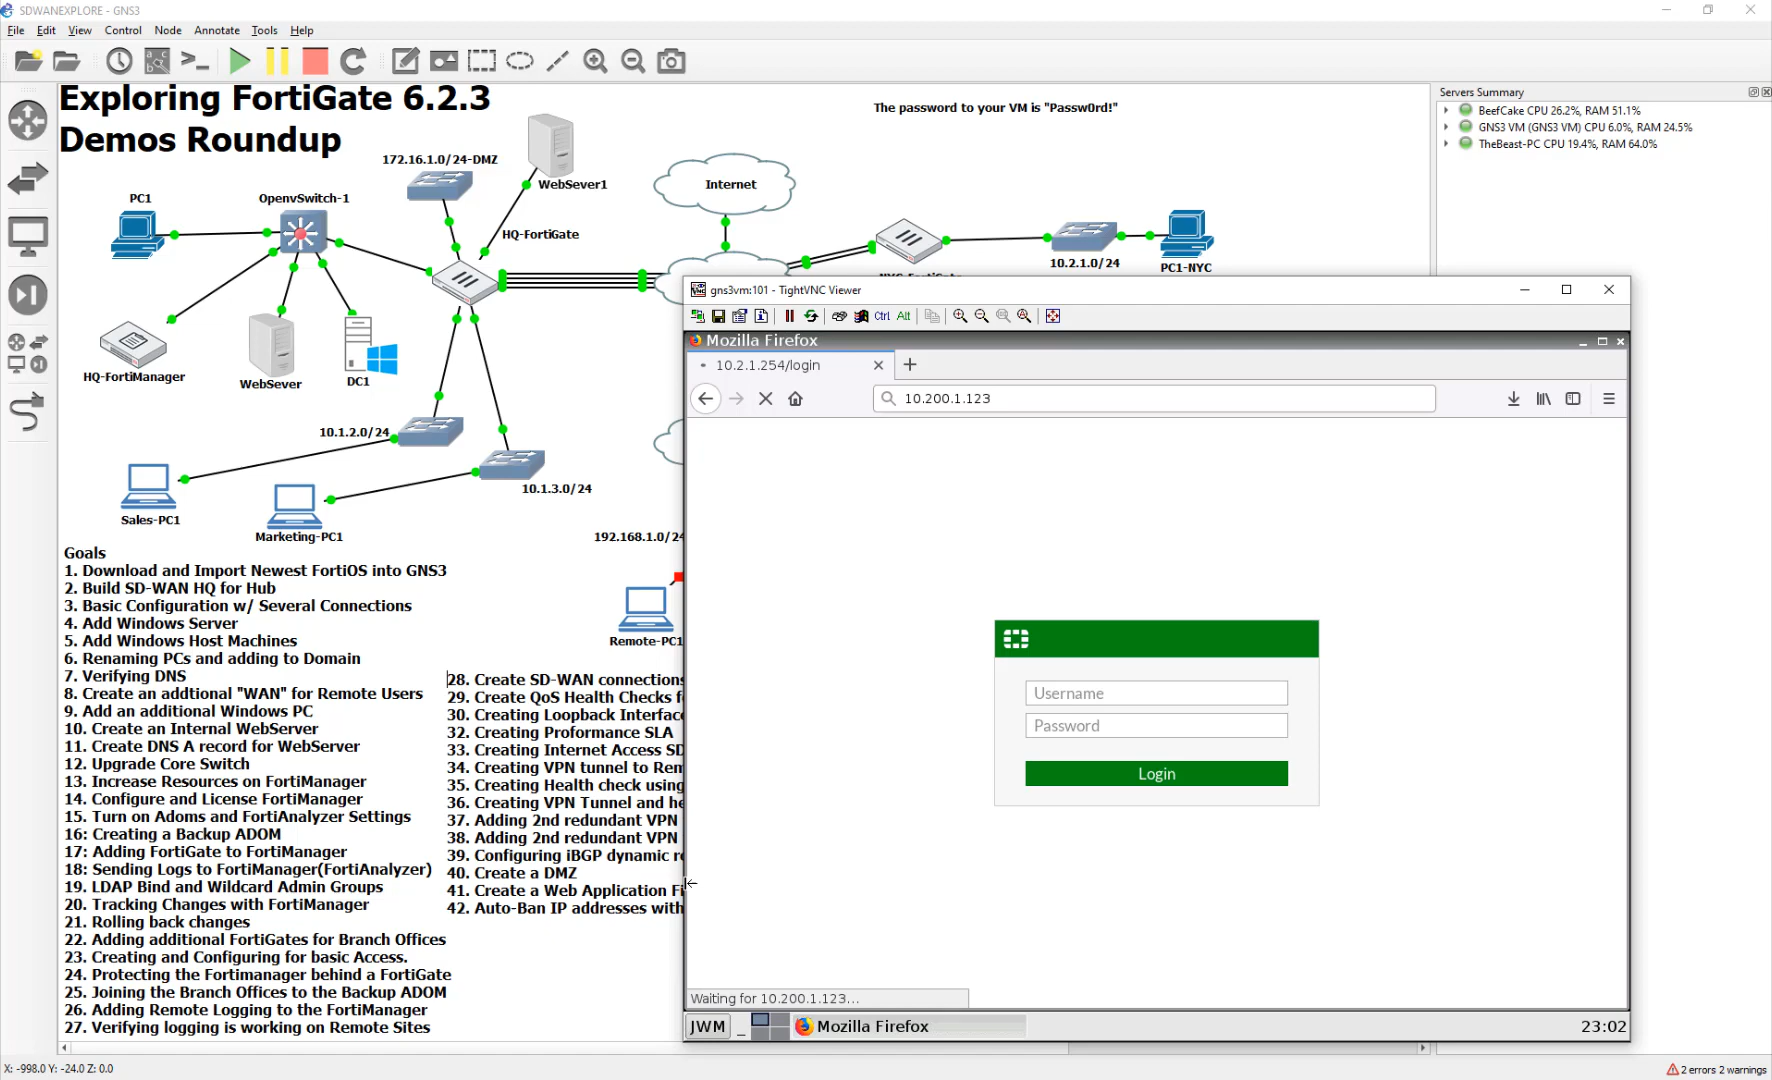 SDWANEXPLORE - GNS3
File Edit View Control Node Annotate Tools Help
Exploring FortiGate 6.2.3
Demos Roundup
The password to your VM is "Passw0rd!"
172.16.1.0/24-DMZ
WebSever1
Internet
PC1
OpenvSwitch-1
HQ-FortiGate
10.2.1.0/24
PC1-NYC
NYC-FortiGate
HQ-FortiManager
WebSever
DC1
10.1.2.0/24
10.1.3.0/24
Sales-PC1
Marketing-PC1
192.168.1.0/24
Remote-PC1
Goals
1. Download and Import Newest FortiOS into GNS3
2. Build SD-WAN HQ for Hub
3. Basic Configuration w/ Several Connections
4. Add Windows Server
5. Add Windows Host Machines
6. Renaming PCs and adding to Domain
7. Verifying DNS
8. Create an addtional "WAN" for Remote Users
9. Add an additional Windows PC
10. Create an Internal WebServer
11. Create DNS A record for WebServer
12. Upgrade Core Switch
13. Increase Resources on FortiManager
14. Configure and License FortiManager
15. Turn on Adoms and FortiAnalyzer Settings
16: Creating a Backup ADOM
17: Adding FortiGate to FortiManager
18: Sending Logs to FortiManager(FortiAnalyzer)
19. LDAP Bind and Wildcard Admin Groups
20. Tracking Changes with FortiManager
21. Rolling back changes
22. Adding additional FortiGates for Branch Offices
23. Creating and Configuring for basic Access.
24. Protecting the Fortimanager behind a FortiGate
25. Joining the Branch Offices to the Backup ADOM
26. Adding Remote Logging to the FortiManager
27. Verifying logging is working on Remote Sites
28. Create SD-WAN connections
29. Create QoS Health Checks f
30. Creating Loopback Interface
32. Creating Proformance SLA
33. Creating Internet Access SD
34. Creating VPN tunnel to Rem
35. Creating Health check using
36. Creating VPN Tunnel and he
37. Adding 2nd redundant VPN
38. Adding 2nd redundant VPN
39. Configuring iBGP dynamic r
40. Create a DMZ
41. Create a Web Application Fi
42. Auto-Ban IP addresses with
gns3vm:101 - TightVNC Viewer
Ctrl Alt
Mozilla Firefox
10.2.1.254/login
10.200.1.123
Username
Password
Login
Waiting for 10.200.1.123...
JWM
Mozilla Firefox
23:02
Servers Summary
BeefCake CPU 26.2%, RAM 51.1%
GNS3 VM (GNS3 VM) CPU 6.0%, RAM 24.5%
TheBeast-PC CPU 19.4%, RAM 64.0%
X: -998.0 Y: -24.0 Z: 0.0
2 errors 2 warnings